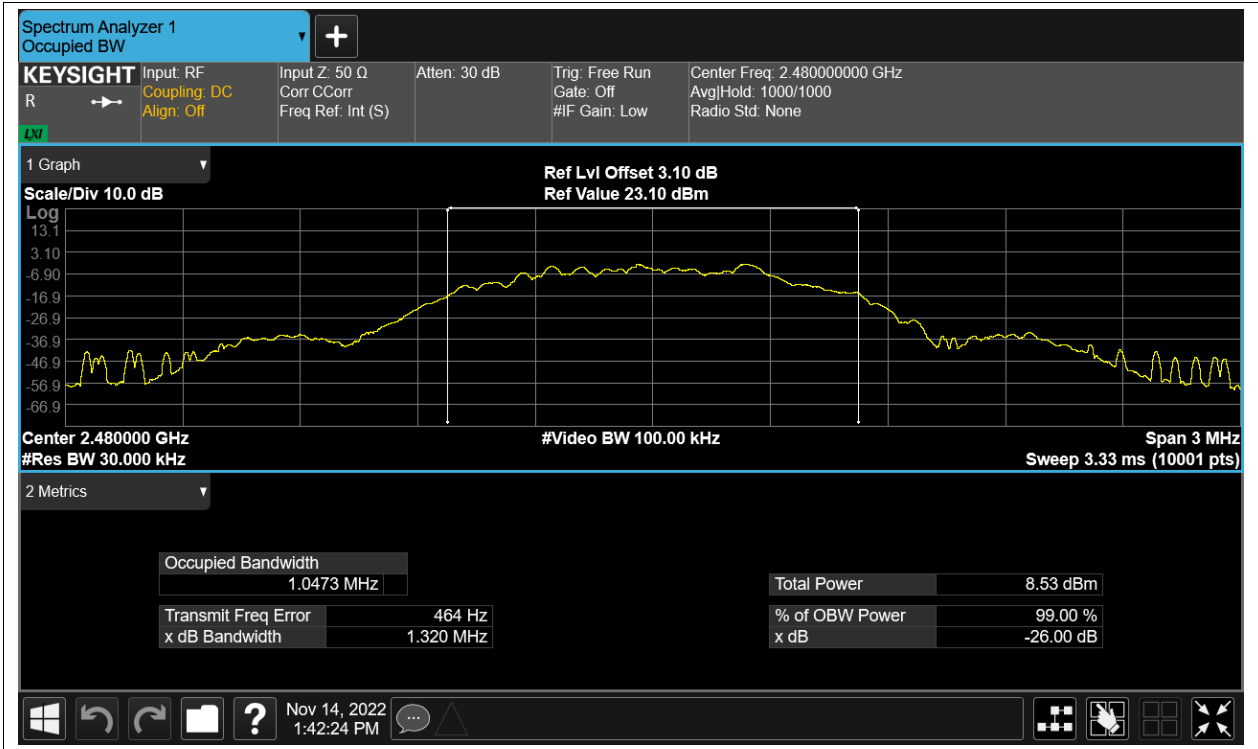 Spectrum Analyzer 1
Occupied BW
KEYSIGHT
R
LXI
Input: RF
Coupling: DC
Align: Off
Input Z: 50 Ω
Corr CCorr
Freq Ref: Int (S)
Atten: 30 dB
Trig: Free Run
Gate: Off
#IF Gain: Low
Center Freq: 2.480000000 GHz
Avg|Hold: 1000/1000
Radio Std: None
1 Graph
Scale/Div 10.0 dB
Ref Lvl Offset 3.10 dB
Ref Value 23.10 dBm
Log
13.1
3.10
-6.90
-16.9
-26.9
-36.9
-46.9
-56.9
-66.9
Center 2.480000 GHz
#Res BW 30.000 kHz
#Video BW 100.00 kHz
Span 3 MHz
Sweep 3.33 ms (10001 pts)
2 Metrics
Occupied Bandwidth
1.0473 MHz
Transmit Freq Error 464 Hz
x dB Bandwidth 1.320 MHz
Total Power 8.53 dBm
% of OBW Power 99.00 %
x dB -26.00 dB
?
Nov 14, 2022
1:42:24 PM